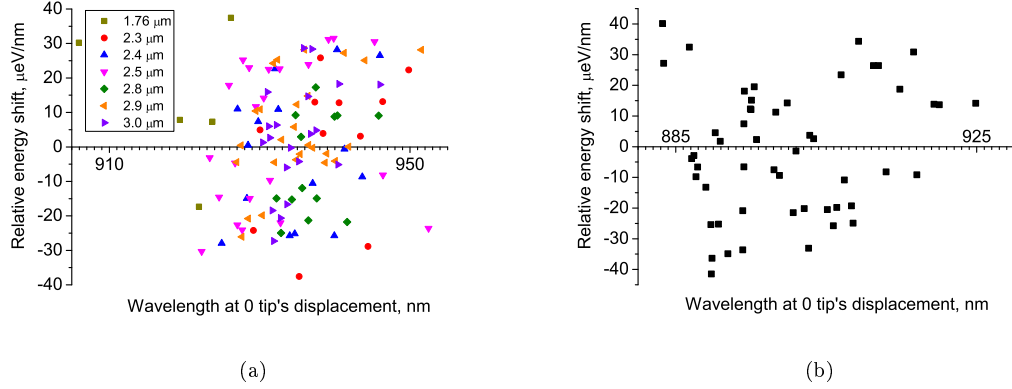 Relative energy shift, μeV/nm
40
30
20
10
0
-10
-20
-30
-40
1.76 μm
2.3 μm
2.4 μm
2.5 μm
2.8 μm
2.9 μm
3.0 μm
910
950
Wavelength at 0 tip's displacement, nm
(a)
Relative energy shift, μeV/nm
40
30
20
10
0
-10
-20
-30
-40
885
925
Wavelength at 0 tip's displacement, nm
(b)